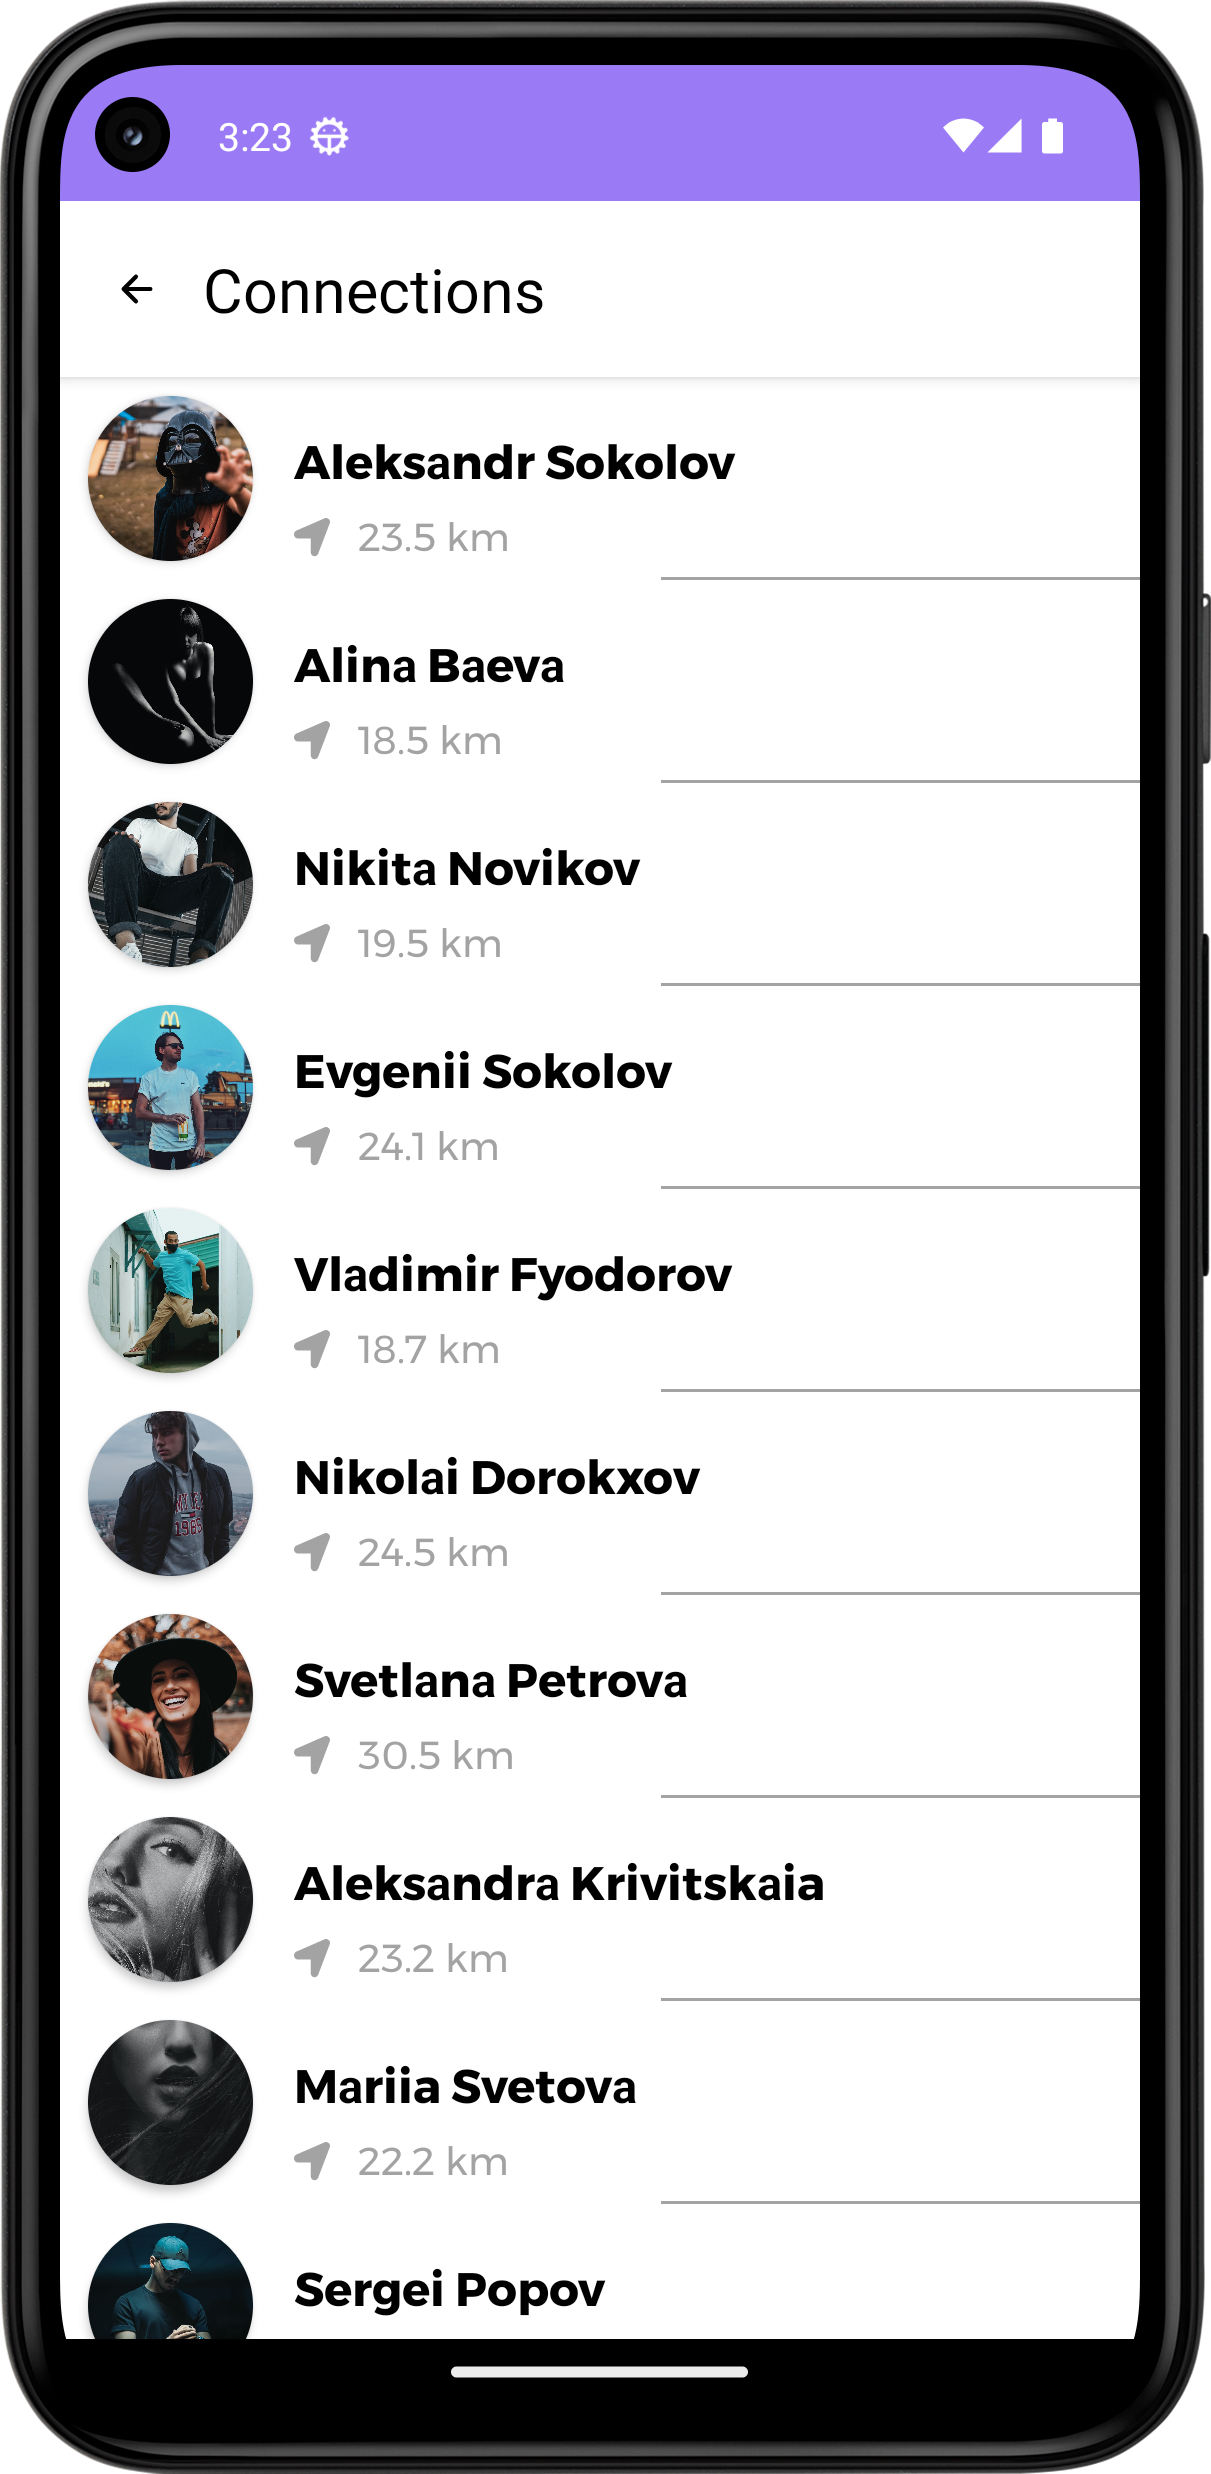 3:23
Connections
Aleksandr Sokolov
23.5 km
Alina Baeva
18.5 km
Nikita Novikov
19.5 km
Evgenii Sokolov
24.1 km
Vladimir Fyodorov
18.7 km
Nikolai Dorokxov
24.5 km
Svetlana Petrova
30.5 km
Aleksandra Krivitskaia
23.2 km
Mariia Svetova
22.2 km
Sergei Popov